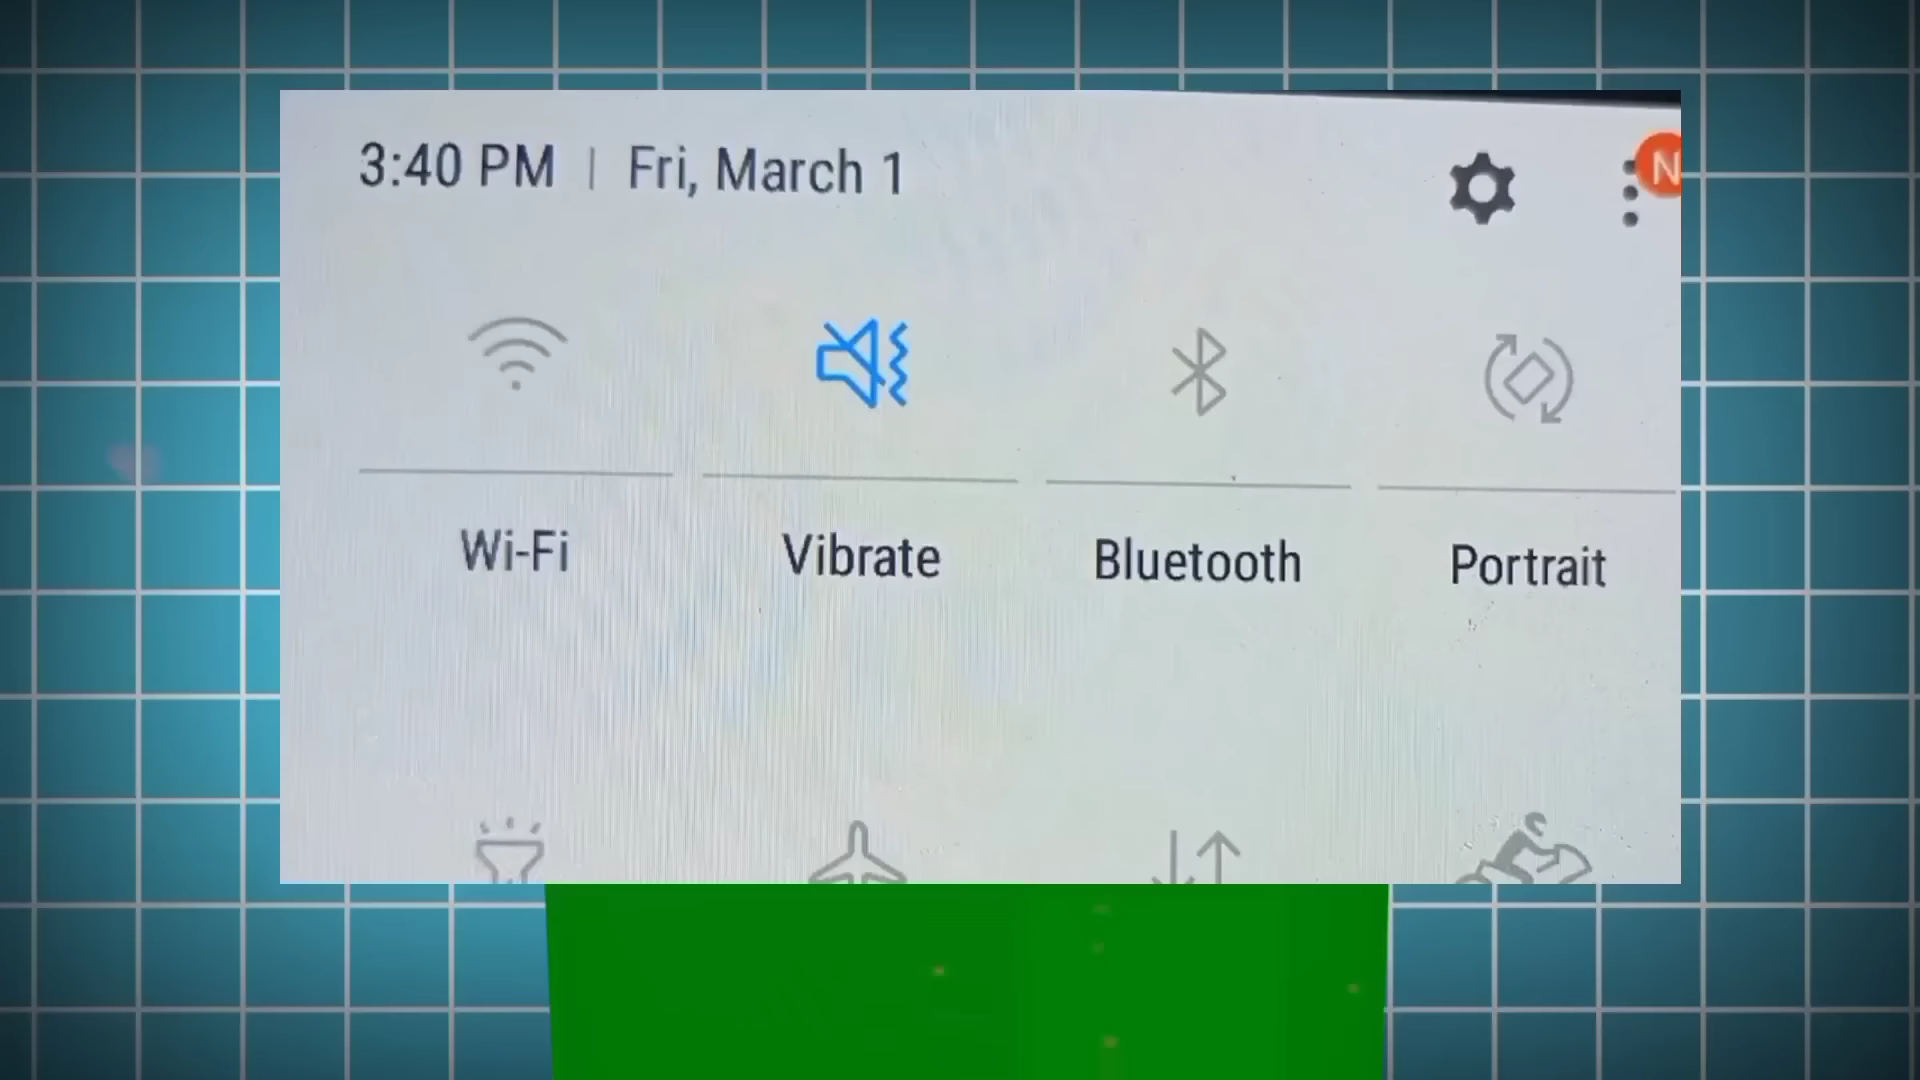 3:40 PM | Fri, March 1
N
Wi-Fi
Vibrate
Bluetooth
Portrait